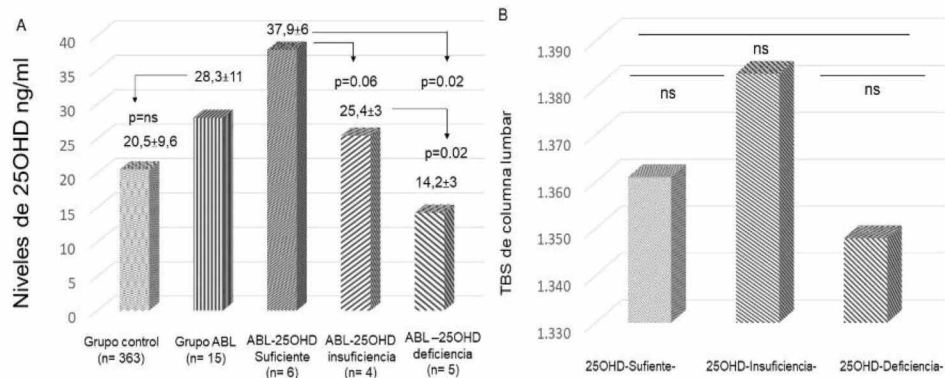 A
Niveles de 25OHD ng/ml
40
35
30
25
20
15
10
5
0
37,9±6
28,3±11
p=0.06
p=0.02
p=ns
25,4±3
20,5±9,6
p=0.02
14,2±3
Grupo control
(n= 363)
Grupo ABL
(n= 15)
ABL-25OHD
Suficiente
(n= 6)
ABL-25OHD
insuficiencia
(n= 4)
ABL –25OHD
deficiencia
(n= 5)
B
TBS de columna lumbar
1.390
1.380
1.370
1.360
1.350
1.340
1.330
ns
ns
ns
25OHD-Sufiente-
25OHD-Insuficiencia-
25OHD-Deficiencia-